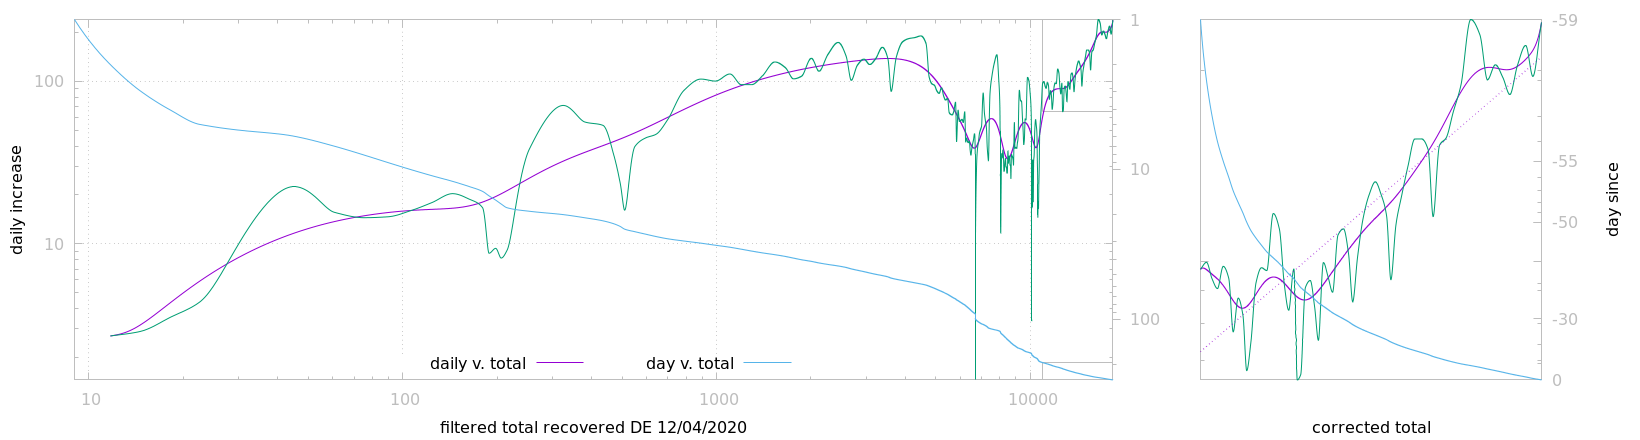 daily increase
100
10
1
10
100
daily v. total
day v. total
10
100
1000
10000
filtered total recovered DE 12/04/2020
-59
-55
-50
-30
0
day since
corrected total